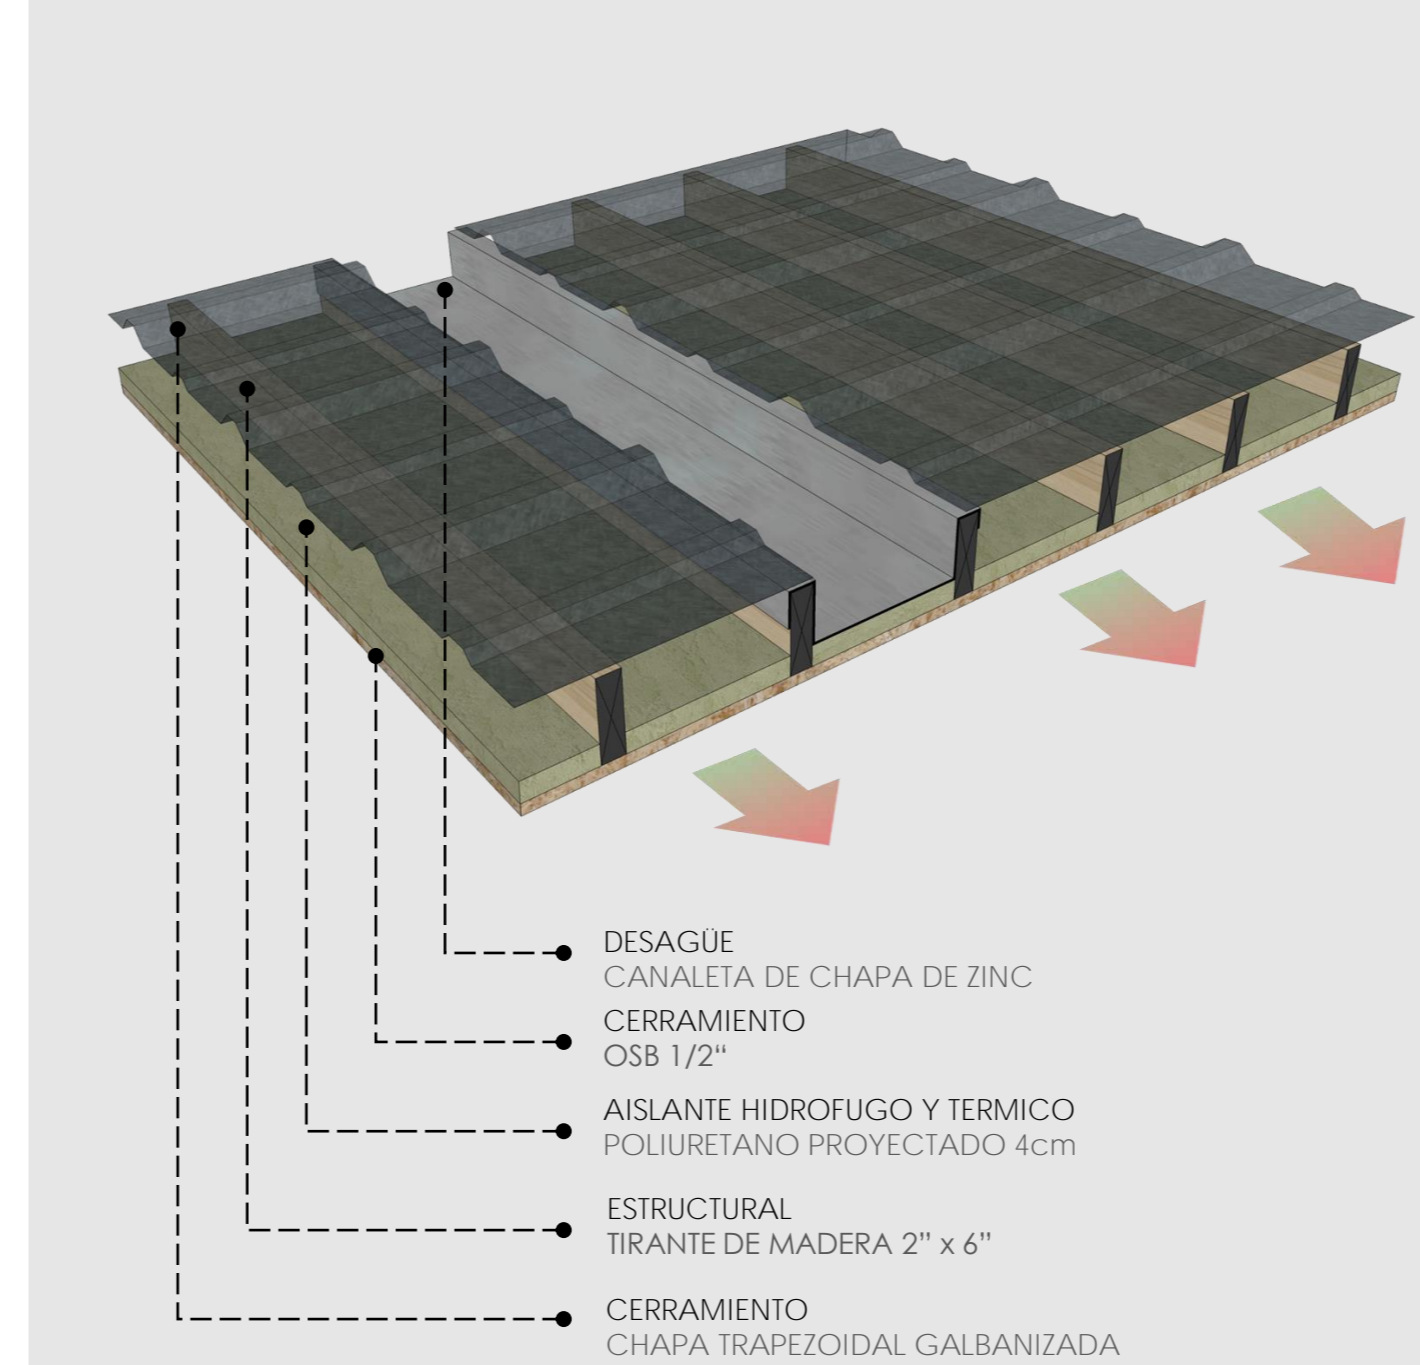 DESAGÜE
CANALETA DE CHAPA DE ZINC
CERRAMIENTO
OSB 1/2“
AISLANTE HIDROFUGO Y TERMICO
POLIURETANO PROYECTADO 4cm
ESTRUCTURAL
TIRANTE DE MADERA 2” x 6”
CERRAMIENTO
CHAPA TRAPEZOIDAL GALBANIZADA